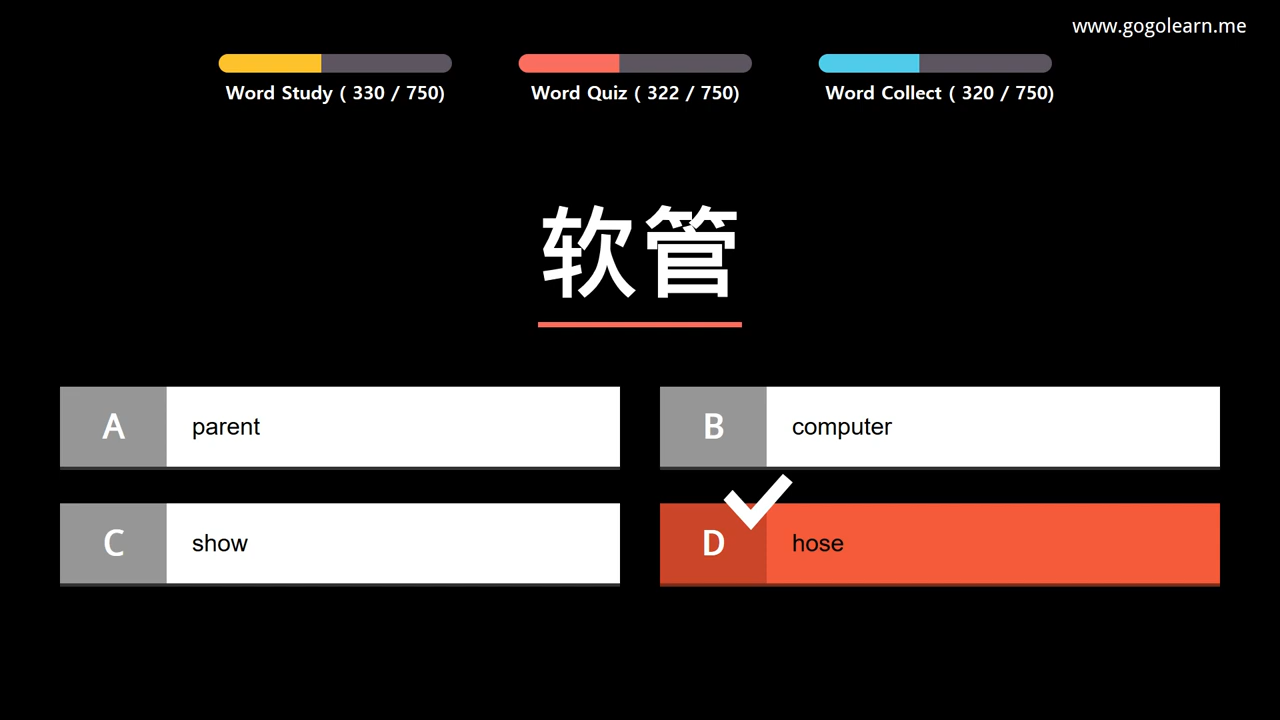 www.gogolearn.me
Word Study ( 330 / 750)
Word Quiz ( 322 / 750)
Word Collect ( 320 / 750)
软管
A parent
B computer
C show
D hose